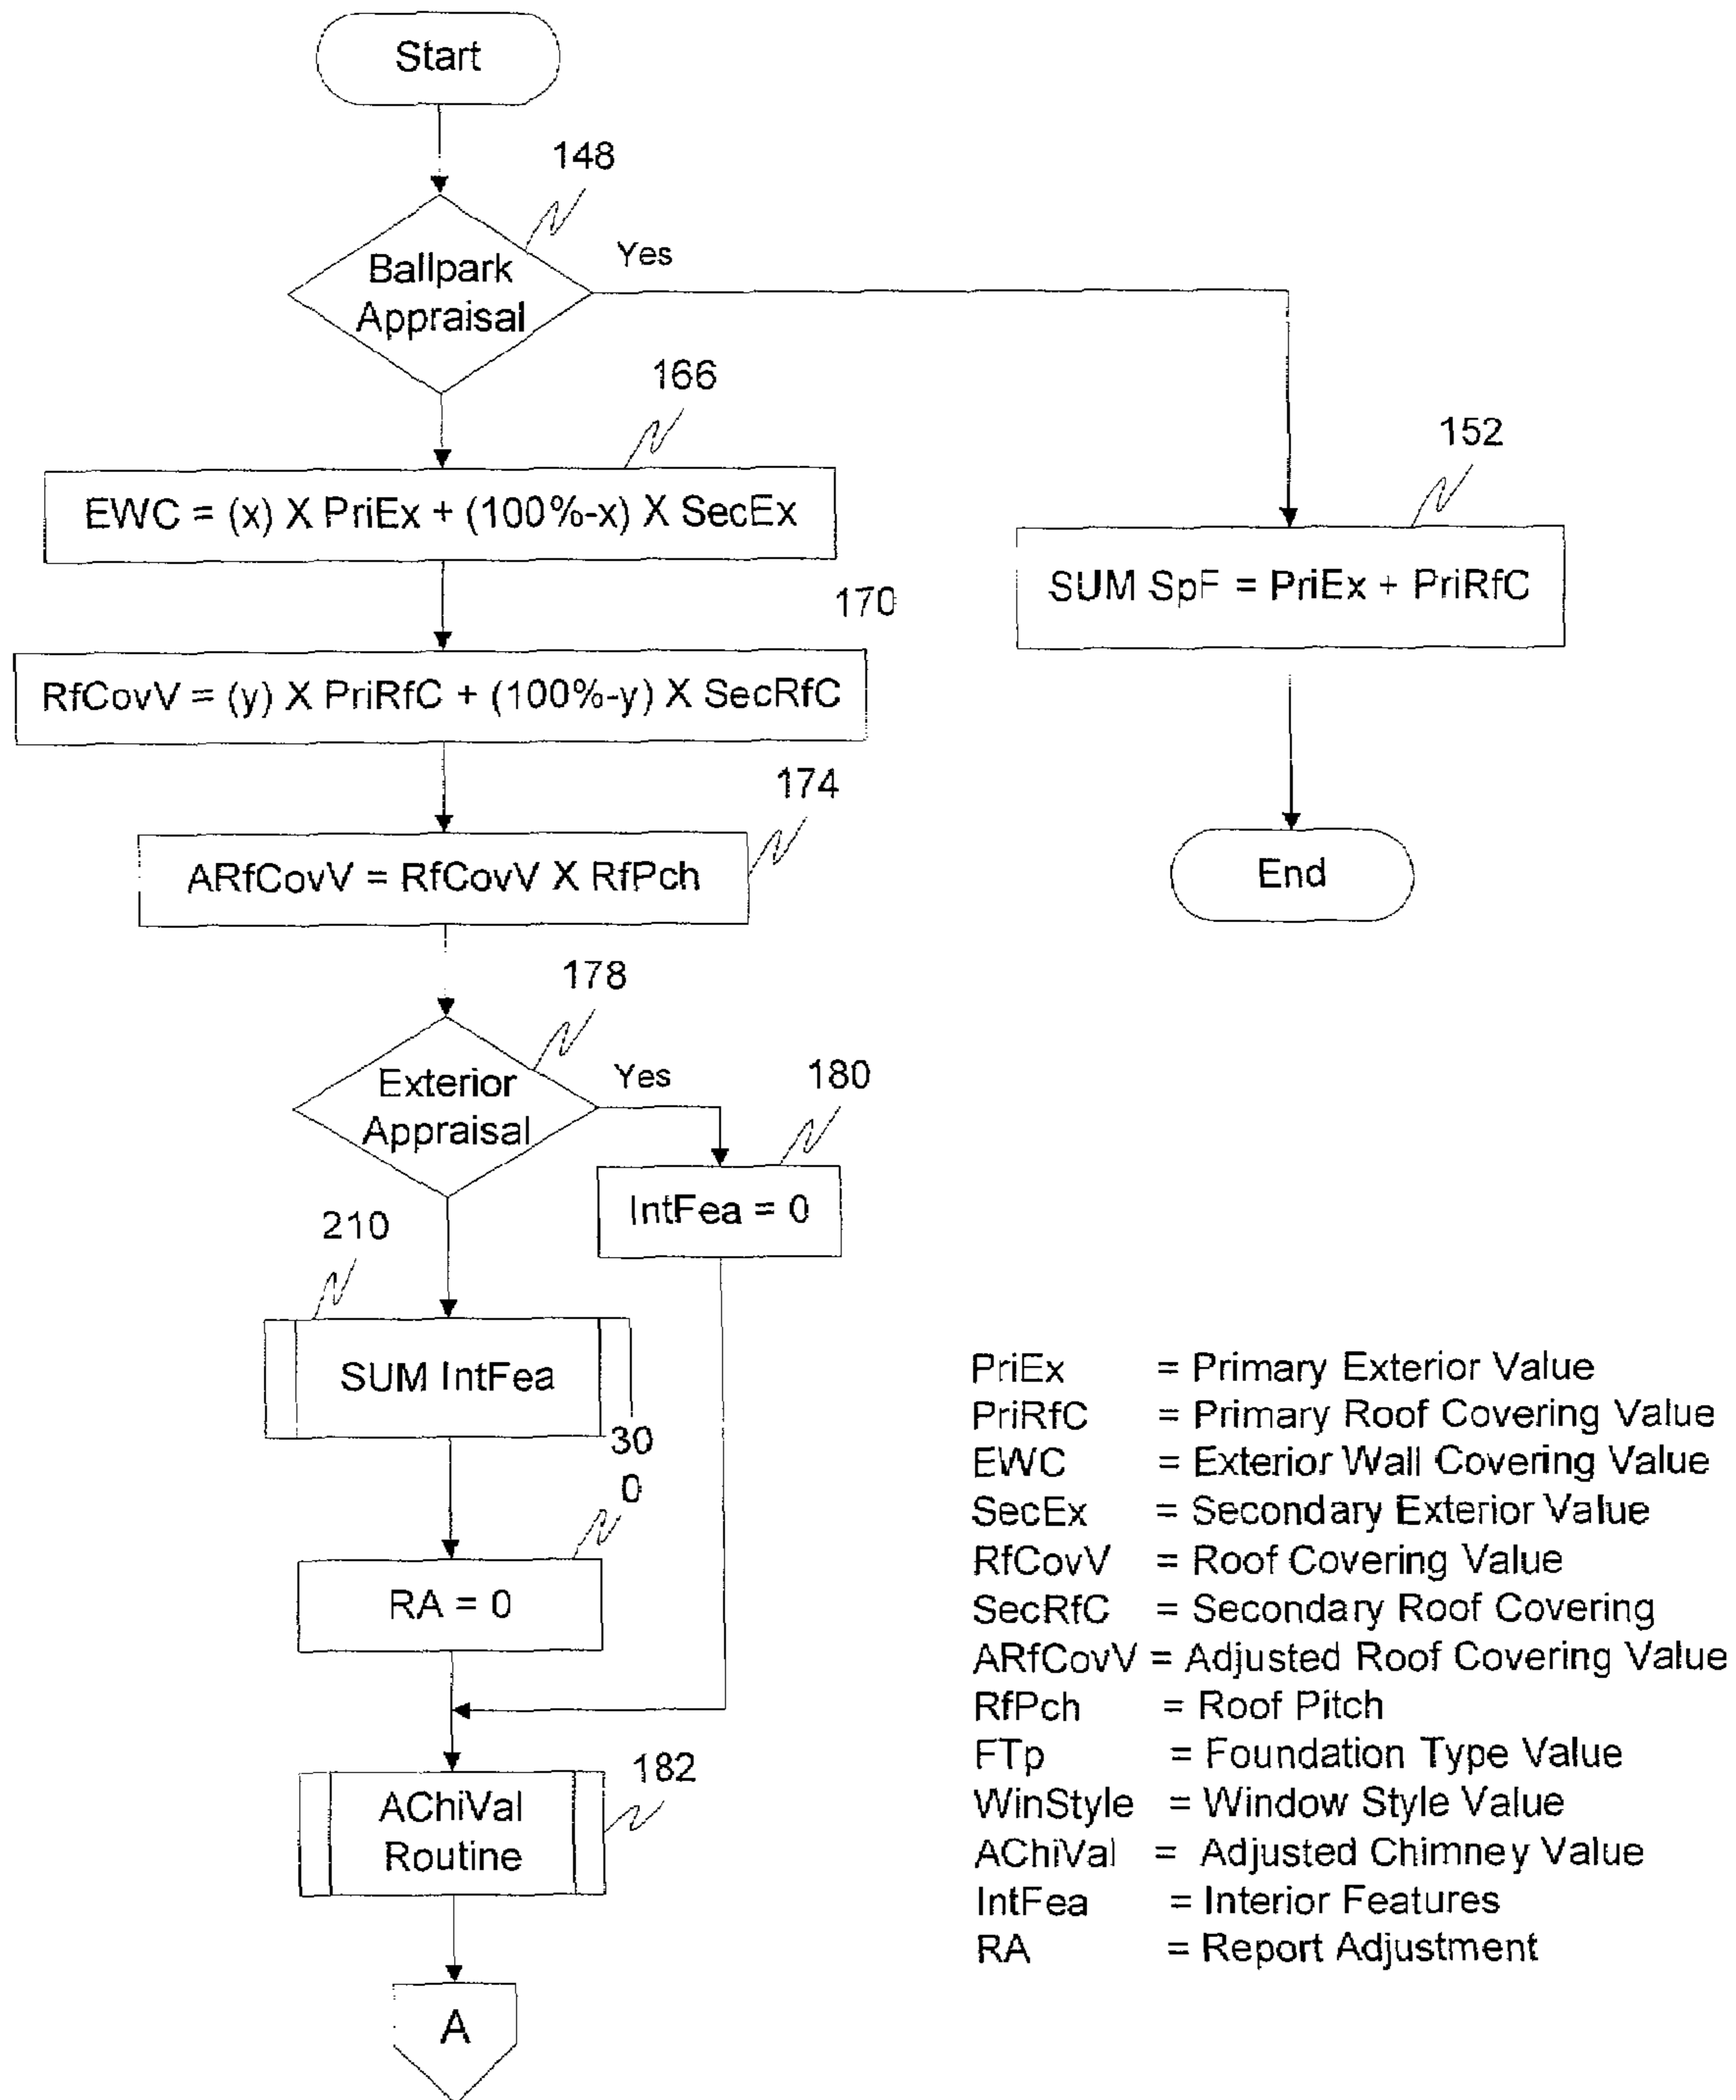 Start
148
Ballpark
Appraisal
Yes
166
EWC = (x) X PriEx + (100%-x) X SecEx
152
SUM SpF = PriEx + PriRfC
170
RfCovV = (y) X PriRfC + (100%-y) X SecRfC
174
ARfCovV = RfCovV X RfPch
End
178
Exterior
Appraisal
Yes
180
IntFea = 0
210
SUM IntFea
30
0
RA = 0
182
AChiVal
Routine
A
PriEx = Primary Exterior Value
PriRfC = Primary Roof Covering Value
EWC = Exterior Wall Covering Value
SecEx = Secondary Exterior Value
RfCovV = Roof Covering Value
SecRfC = Secondary Roof Covering
ARfCovV = Adjusted Roof Covering Value
RfPch = Roof Pitch
FTp = Foundation Type Value
WinStyle = Window Style Value
AChiVal = Adjusted Chimney Value
IntFea = Interior Features
RA = Report Adjustment